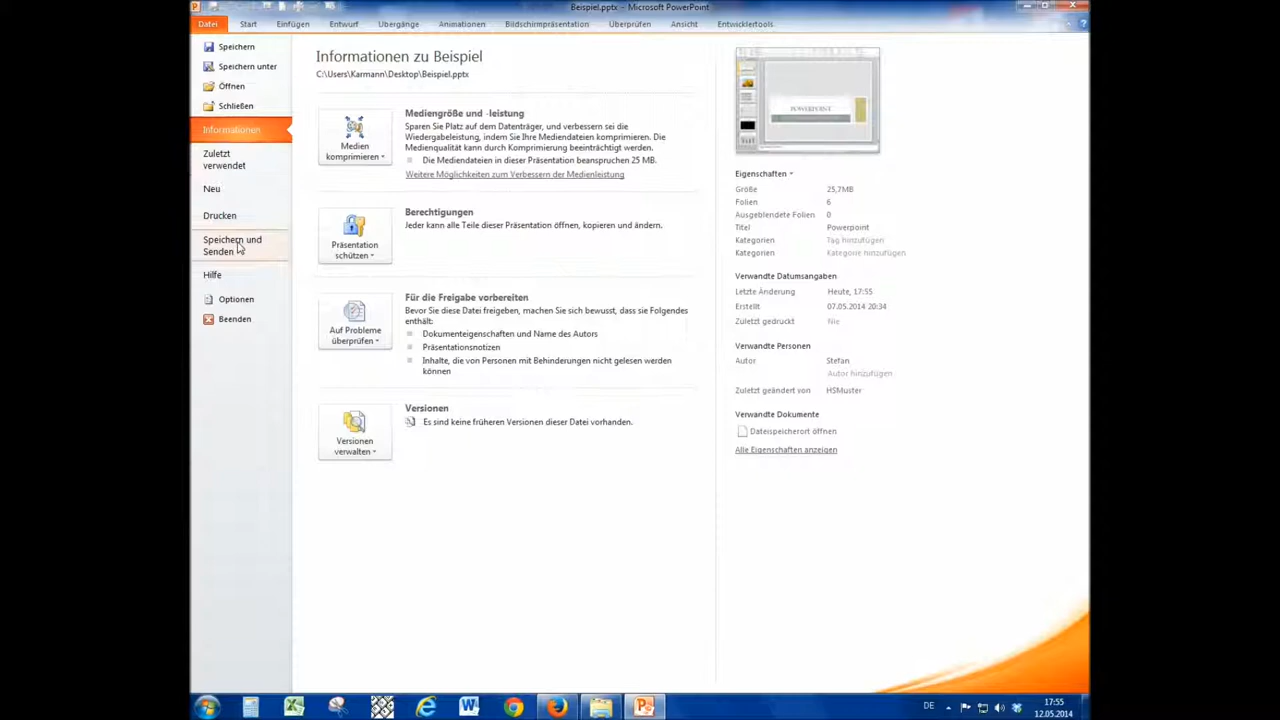 Beispiel.pptx - Microsoft PowerPoint
Datei Start Einfügen Entwurf Übergänge Animationen Bildschirmpräsentation Überprüfen Ansicht Entwicklertools
Speichern
Speichern unter
Öffnen
Schließen
Informationen
Zuletzt
verwendet
Neu
Drucken
Speichern und
Senden
Hilfe
Optionen
Beenden
Informationen zu Beispiel
C:\Users\Karmann\Desktop\Beispiel.pptx
Medien
komprimieren
Mediengröße und -leistung
Sparen Sie Platz auf dem Datenträger, und verbessern sie die
Wiedergabeleistung, indem Sie Ihre Mediendateien komprimieren. Die
Medienqualität kann durch Komprimierung beeinträchtigt werden.
Die Mediendateien in dieser Präsentation beanspruchen 25 MB.
Weitere Möglichkeiten zum Verbessern der Medienleistung
Präsentation
schützen
Berechtigungen
Jeder kann alle Teile dieser Präsentation öffnen, kopieren und ändern.
Auf Probleme
überprüfen
Für die Freigabe vorbereiten
Bevor Sie diese Datei freigeben, machen Sie sich bewusst, dass sie Folgendes
enthält:
Dokumenteigenschaften und Name des Autors
Präsentationsnotizen
Inhalte, die von Personen mit Behinderungen nicht gelesen werden
können
Versionen
verwalten
Versionen
Es sind keine früheren Versionen dieser Datei vorhanden.
POWERPOINT
Eigenschaften
Größe 25,7MB
Folien 6
Ausgeblendete Folien 0
Titel Powerpoint
Kategorien Tag hinzufügen
Kategorien Kategorie hinzufügen
Verwandte Datumsangaben
Letzte Änderung Heute, 17:55
Erstellt 07.05.2014 20:34
Zuletzt gedruckt Nie
Verwandte Personen
Autor Stefan
Autor hinzufügen
Zuletzt geändert von HSMuster
Verwandte Dokumente
Dateispeicherort öffnen
Alle Eigenschaften anzeigen
DE
17:55
12.05.2014